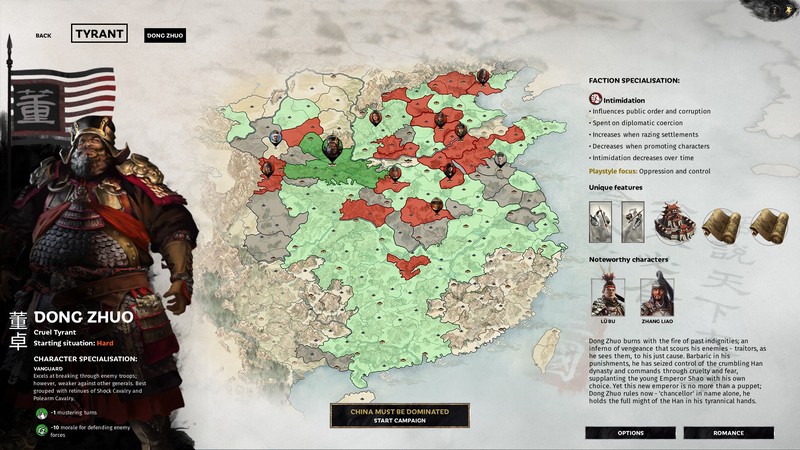 BACK
TYRANT
DONG ZHUO
董
董卓
DONG ZHUO
Cruel Tyrant
Starting situation: Hard
CHARACTER SPECIALISATION:
VANGUARD
Excels at breaking through enemy troops;
however, weaker against other generals. Best
grouped with retinues of Shock Cavalry and
Polearm Cavalry.
-1 mustering turns
-10 morale for defending enemy
forces
CHINA MUST BE DOMINATED
START CAMPAIGN
FACTION SPECIALISATION:
Intimidation
• Influences public order and corruption
• Spent on diplomatic coercion
• Increases when razing settlements
• Decreases when promoting characters
• Intimidation decreases over time
Playstyle focus: Oppression and control
Unique features
Noteworthy characters
LÜ BU
ZHANG LIAO
Dong Zhuo burns with the fire of past indignities; an
inferno of vengeance that scours his enemies - traitors, as
he sees them, to his just cause. Barbaric in his
punishments, he has seized control of the crumbling Han
dynasty and commands through cruelty and fear,
supplanting the young Emperor Shao with his own
choice. Yet this new emperor is no more than a puppet;
Dong Zhuo rules now - 'chancellor' in name alone, he
holds the full might of the Han in his tyrannical hands.
OPTIONS
ROMANCE